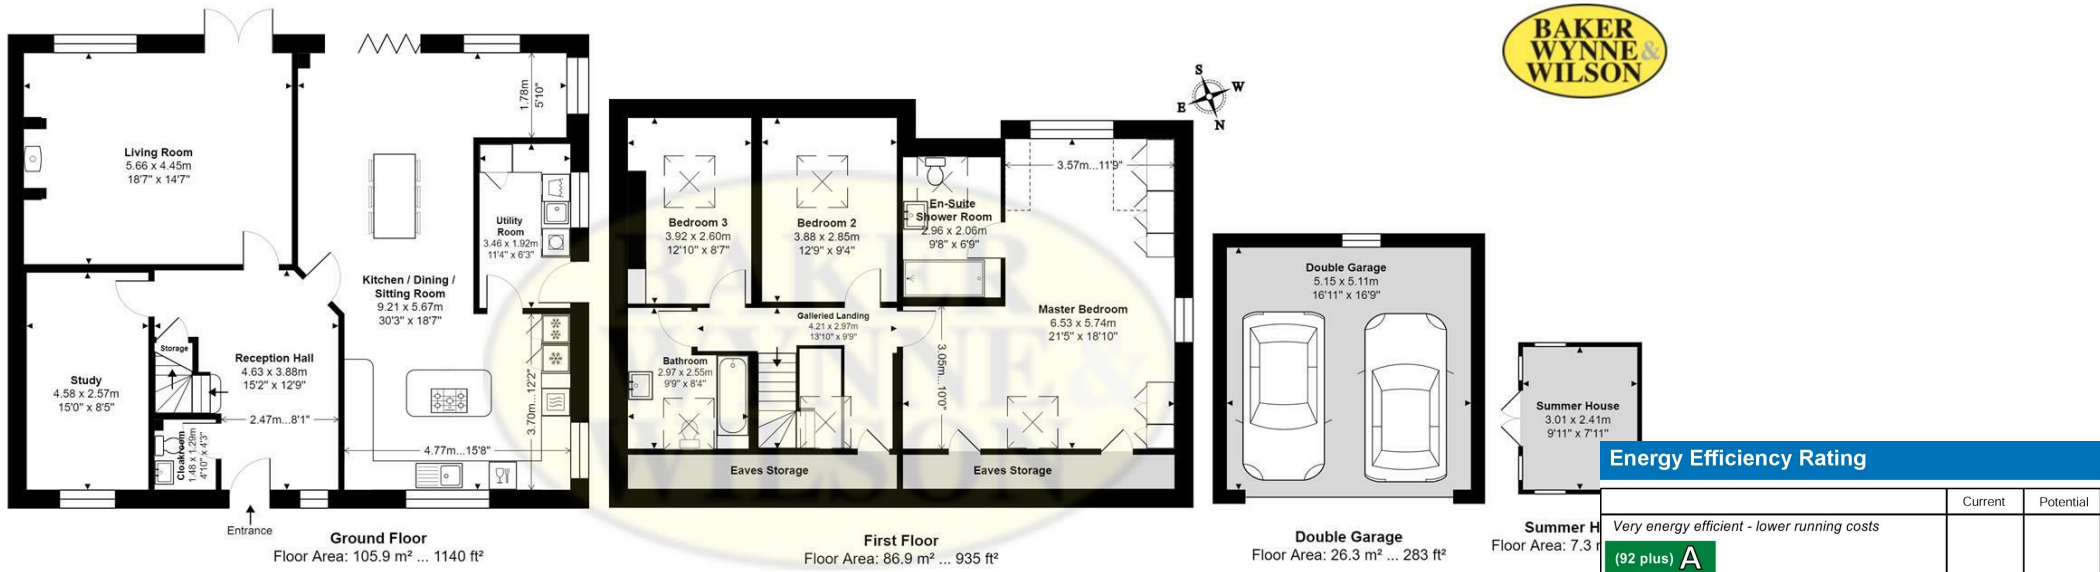 BAKER
WYNNE &
WILSON
S
W
E
N
Living Room
5.66 x 4.45m
18'7" x 14'7"
1.78m
5'10"
Utility
Room
3.46 x 1.92m
11'4" x 6'3"
Kitchen / Dining /
Sitting Room
9.21 x 5.67m
30'3" x 18'7"
Storage
Reception Hall
4.63 x 3.88m
15'2" x 12'9"
2.47m...8'1"
Study
4.58 x 2.57m
15'0" x 8'5"
Cloakroom
1.48 x 1.29m
4'10" x 4'3"
3.70m...12'2"
4.77m...15'8"
Entrance
Ground Floor
Floor Area: 105.9 m² ... 1140 ft²
Bedroom 3
3.92 x 2.60m
12'10" x 8'7"
Bedroom 2
3.88 x 2.85m
12'9" x 9'4"
En-Suite
Shower Room
2.96 x 2.06m
9'8" x 6'9"
3.57m...11'9"
Master Bedroom
6.53 x 5.74m
21'5" x 18'10"
Galleried Landing
4.21 x 2.97m
13'10" x 9'9"
3.05m...10'0"
Bathroom
2.97 x 2.55m
9'9" x 8'4"
Eaves Storage
Eaves Storage
First Floor
Floor Area: 86.9 m² ... 935 ft²
BAKER
WYNNE &
WILSON
Double Garage
5.15 x 5.11m
16'11" x 16'9"
Double Garage
Floor Area: 26.3 m² ... 283 ft²
Summer House
3.01 x 2.41m
9'11" x 7'11"
Summer H
Floor Area: 7.3
Energy Efficiency Rating
Current Potential
Very energy efficient - lower running costs
(92 plus) A